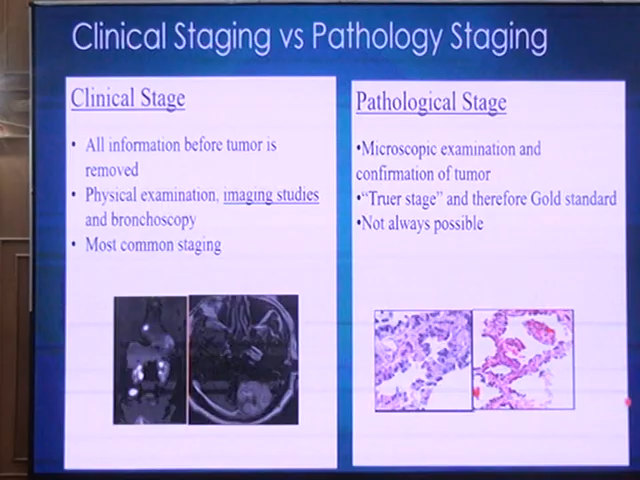 Clinical Staging vs Pathology Staging
Clinical Stage
• All information before tumor is
removed
• Physical examination, imaging studies
and bronchoscopy
• Most common staging
Pathological Stage
•Microscopic examination and
confirmation of tumor
•“Truer stage” and therefore Gold standard
•Not always possible